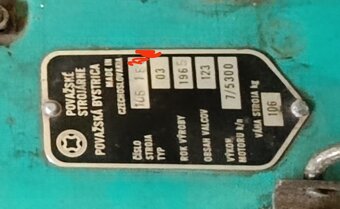 POVAŽSKÉ
STROJÁRNE
POVAŽSKÁ BYSTRICA
MADE IN
CZECHOSLOVAKIA
ČÍSLO
STROJA
TYP 03
ROK VÝROBY 1965
OBSAH VALCOV 123
VÝKON
MOTORU k/n 7/5300
VÁHA STROJA kg
106